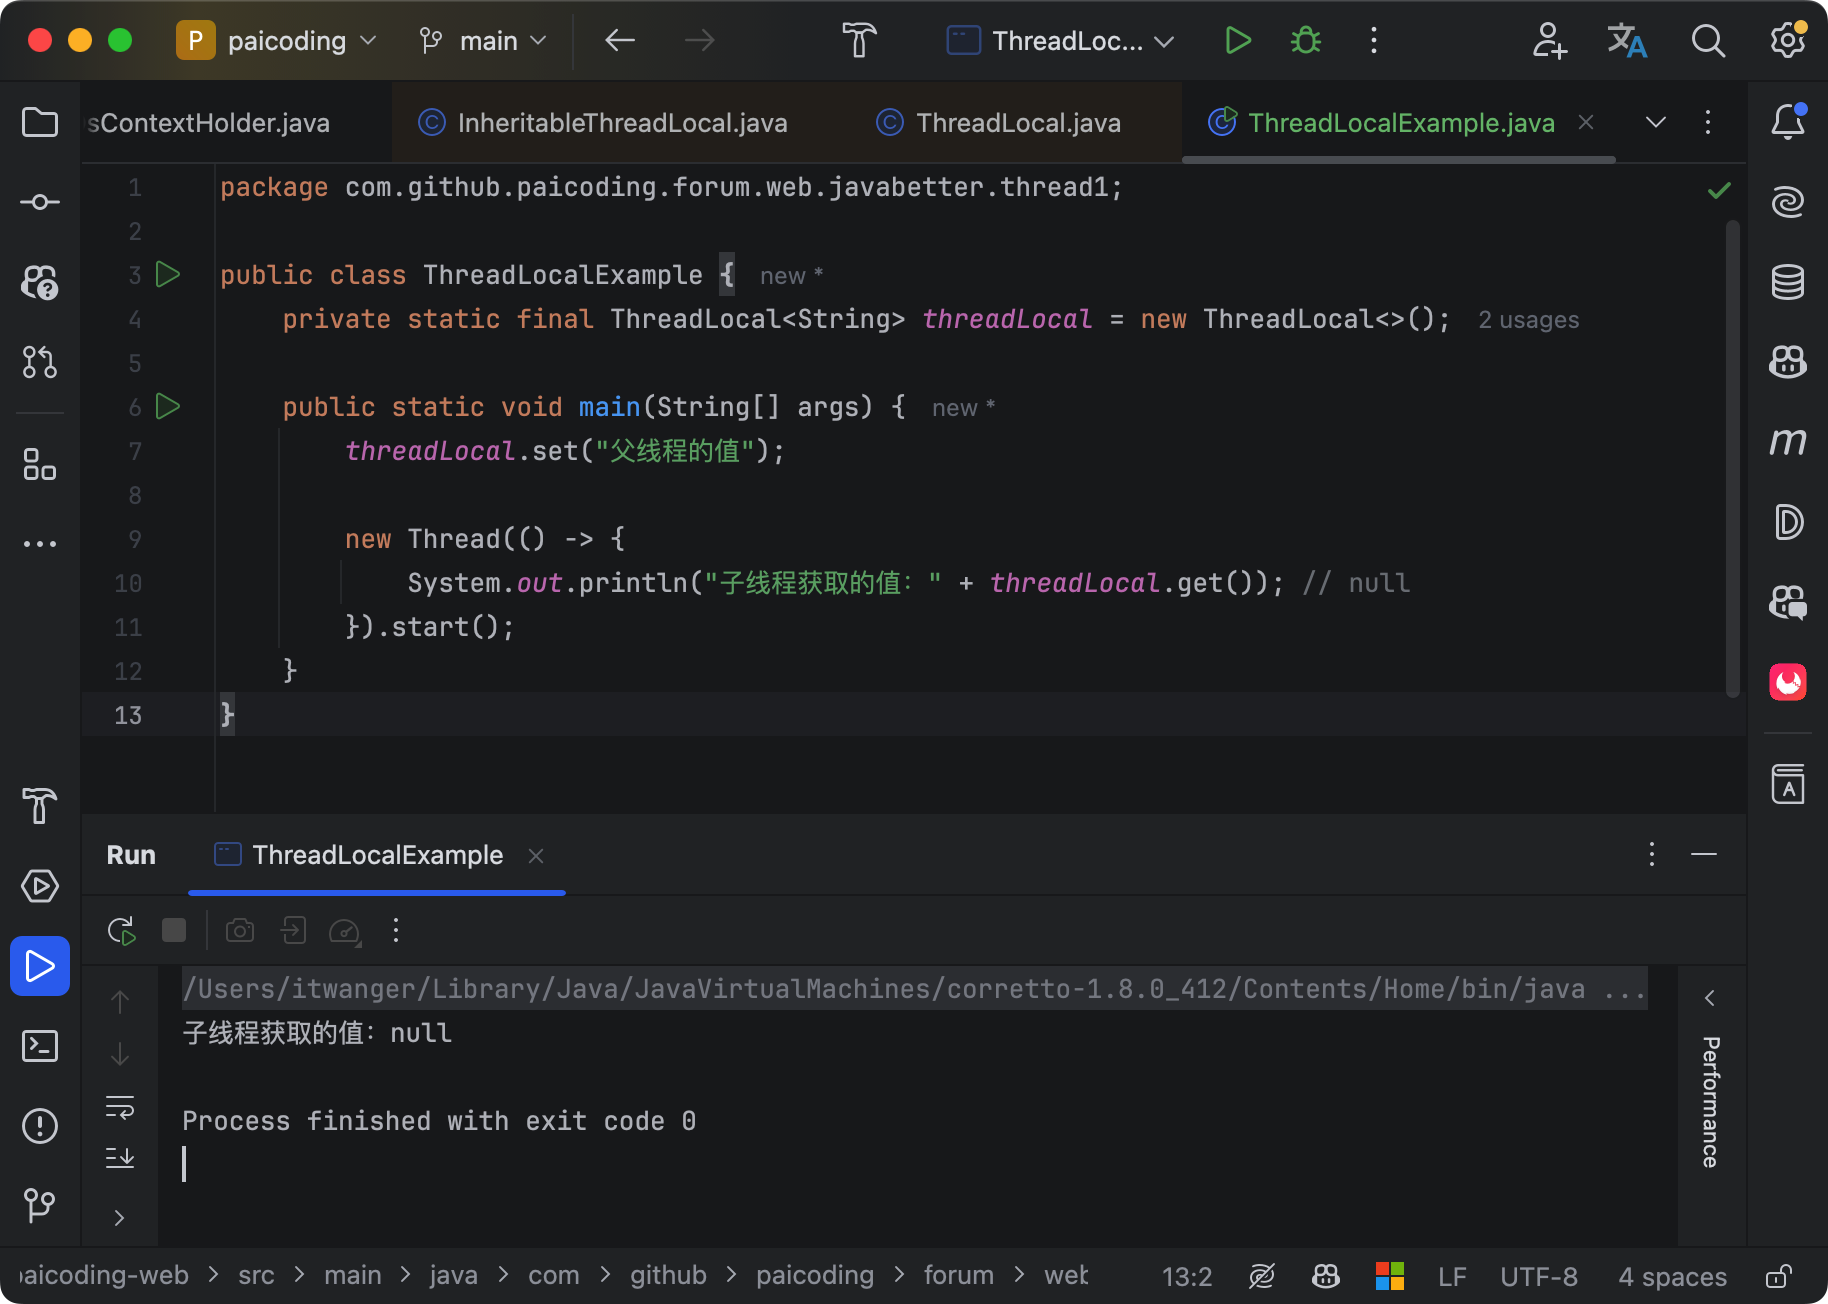 P paicoding main ThreadLoc...
sContextHolder.java InheritableThreadLocal.java ThreadLocal.java ThreadLocalExample.java
1 package com.github.paicoding.forum.web.javabetter.thread1;
2
3 public class ThreadLocalExample { new *
4 private static final ThreadLocal<String> threadLocal = new ThreadLocal<>(); 2 usages
5
6 public static void main(String[] args) { new *
7 threadLocal.set("父线程的值");
8
9 new Thread(() -> {
10 System.out.println("子线程获取的值：" + threadLocal.get()); // null
11 }).start();
12 }
13 }
Run ThreadLocalExample
/Users/itwanger/Library/Java/JavaVirtualMachines/corretto-1.8.0_412/Contents/Home/bin/java ...
子线程获取的值：null
Process finished with exit code 0
Performance
paicoding-web > src > main > java > com > github > paicoding > forum > web 13:2 LF UTF-8 4 spaces